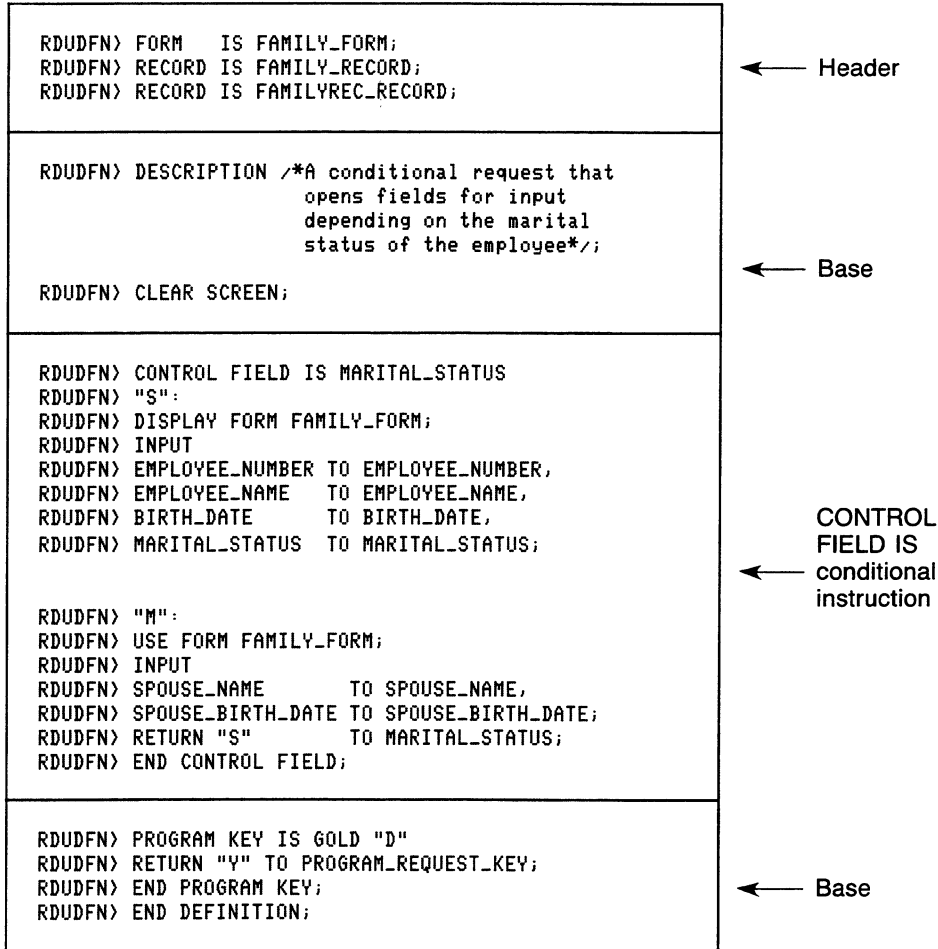 RDUDFN> FORM   IS FAMILY_FORM;
RDUDFN> RECORD IS FAMILY_RECORD;
RDUDFN> RECORD IS FAMILYREC_RECORD;
Header
RDUDFN> DESCRIPTION /*A conditional request that
opens fields for input
depending on the marital
status of the employee*/;
RDUDFN> CLEAR SCREEN;
Base
RDUDFN> CONTROL FIELD IS MARITAL_STATUS
RDUDFN> "S":
RDUDFN> DISPLAY FORM FAMILY_FORM;
RDUDFN> INPUT
RDUDFN> EMPLOYEE_NUMBER TO EMPLOYEE_NUMBER,
RDUDFN> EMPLOYEE_NAME   TO EMPLOYEE_NAME,
RDUDFN> BIRTH_DATE      TO BIRTH_DATE,
RDUDFN> MARITAL_STATUS  TO MARITAL_STATUS;
RDUDFN> "M":
RDUDFN> USE FORM FAMILY_FORM;
RDUDFN> INPUT
RDUDFN> SPOUSE_NAME       TO SPOUSE_NAME,
RDUDFN> SPOUSE_BIRTH_DATE TO SPOUSE_BIRTH_DATE;
RDUDFN> RETURN "S"        TO MARITAL_STATUS;
RDUDFN> END CONTROL FIELD;
CONTROL
FIELD IS
conditional
instruction
RDUDFN> PROGRAM KEY IS GOLD "D"
RDUDFN> RETURN "Y" TO PROGRAM_REQUEST_KEY;
RDUDFN> END PROGRAM KEY;
RDUDFN> END DEFINITION;
Base